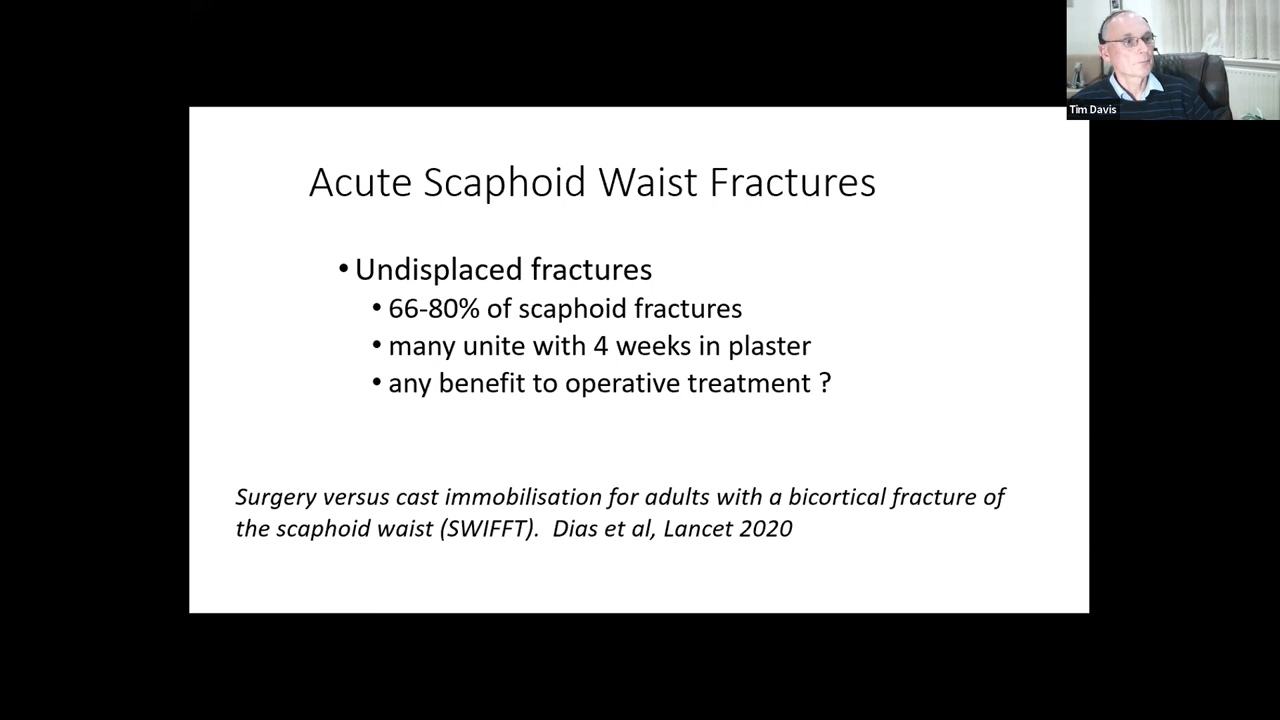 Tim Davis
Acute Scaphoid Waist Fractures
• Undisplaced fractures
• 66-80% of scaphoid fractures
• many unite with 4 weeks in plaster
• any benefit to operative treatment ?
Surgery versus cast immobilisation for adults with a bicortical fracture of
the scaphoid waist (SWIFFT).  Dias et al, Lancet 2020